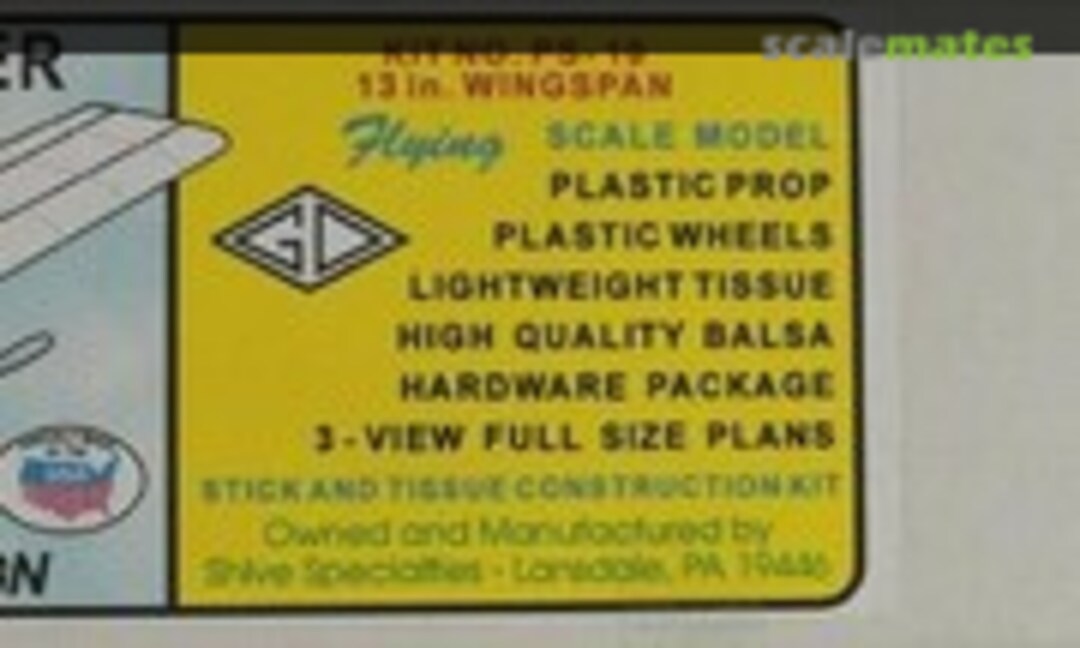 scalemates
ER
KIT NO. PS-19
13 in. WINGSPAN
Flying SCALE MODEL
PLASTIC PROP
GD
PLASTIC WHEELS
LIGHTWEIGHT TISSUE
HIGH QUALITY BALSA
HARDWARE PACKAGE
3-VIEW FULL SIZE PLANS
STICK AND TISSUE CONSTRUCTION KIT
Owned and Manufactured by
Shive Specialties - Lansdale, PA 19446